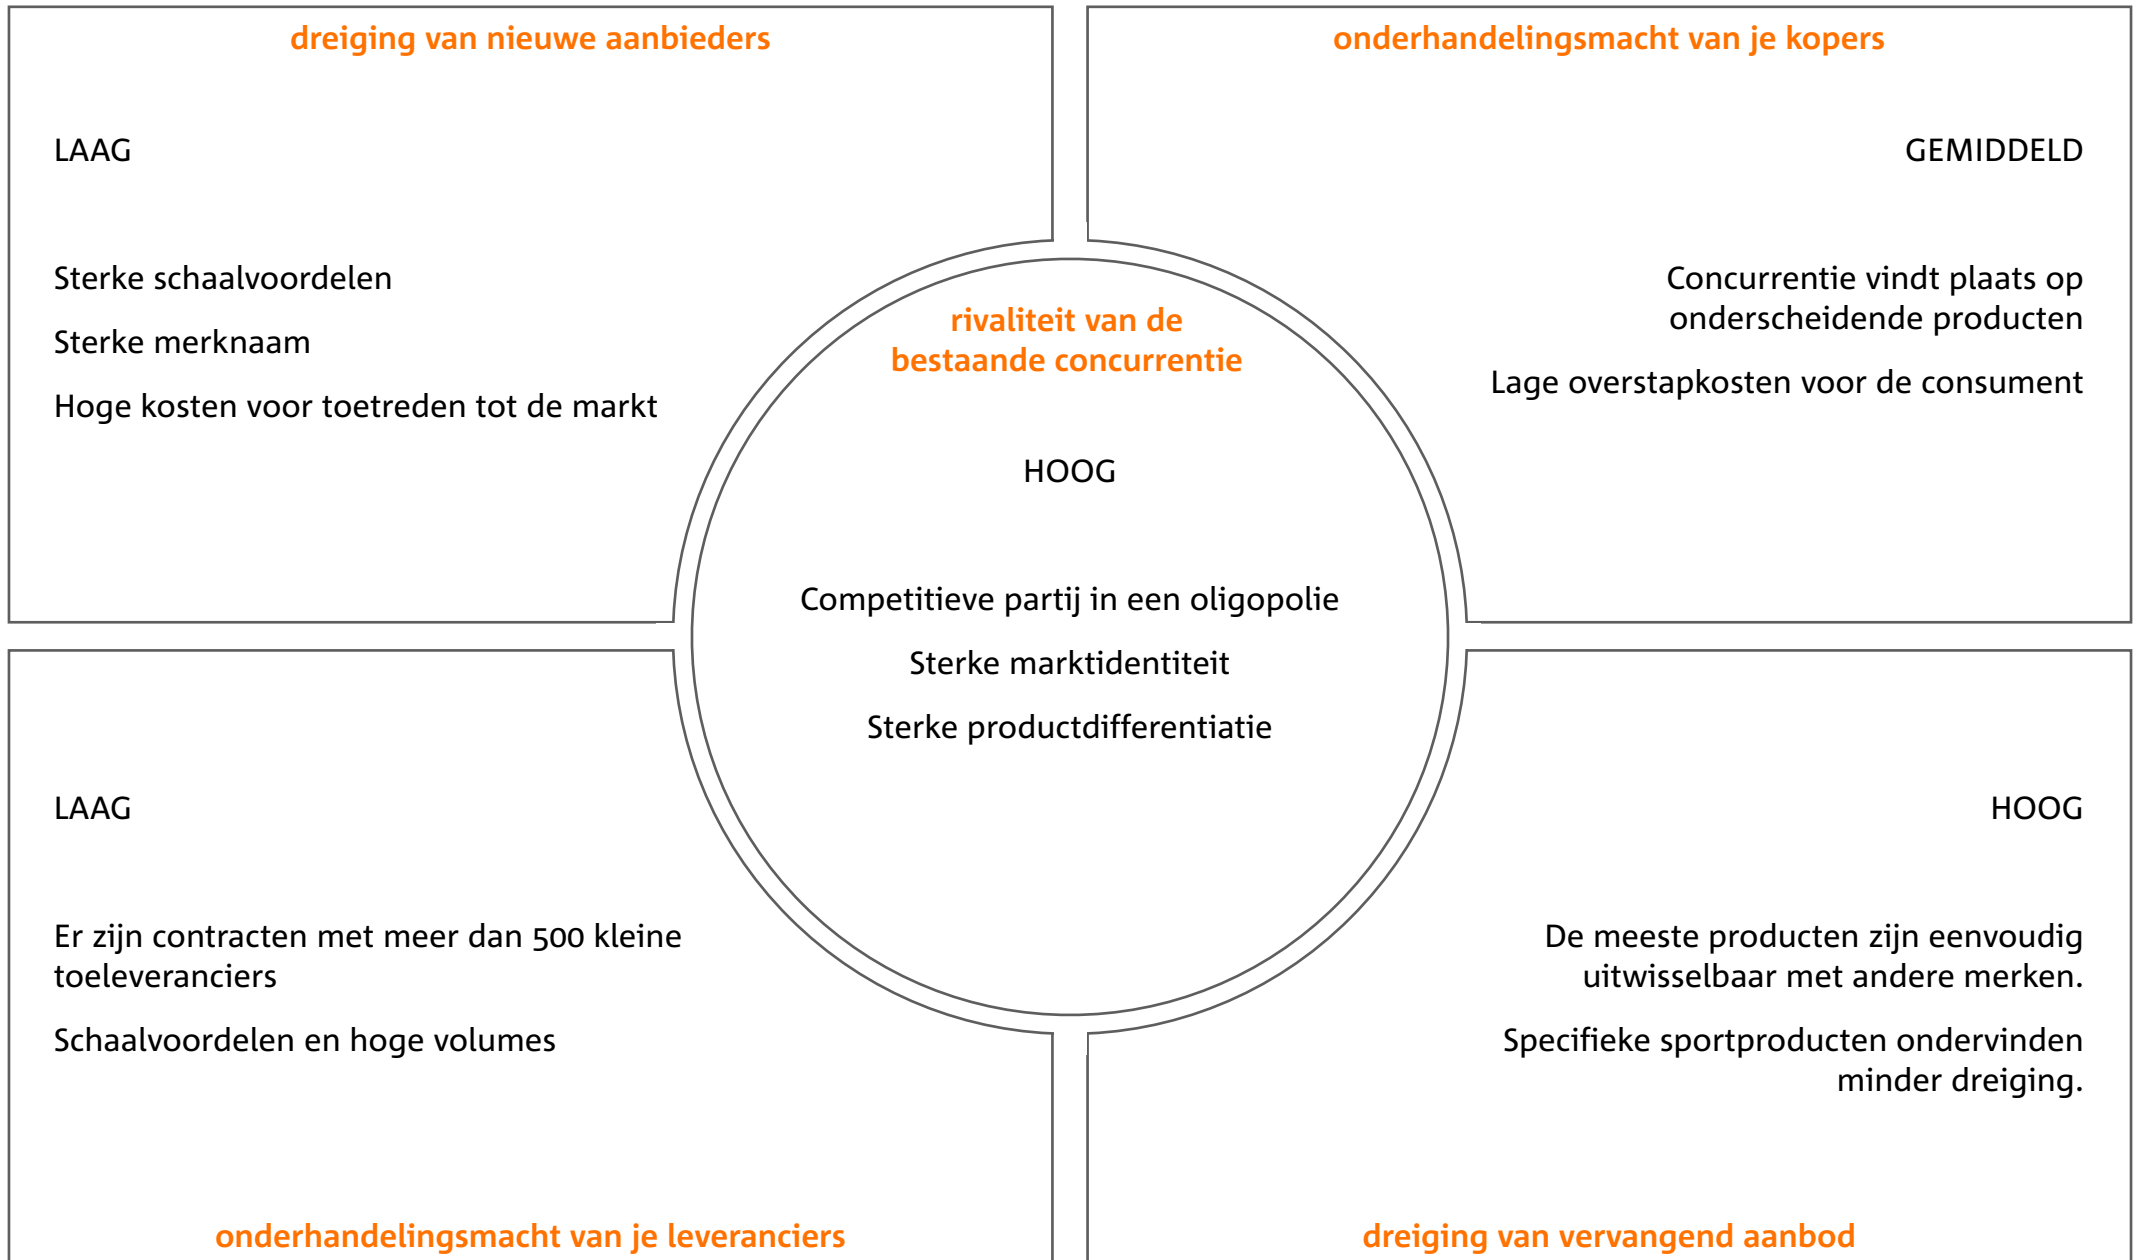 dreiging van nieuwe aanbieders
LAAG
Sterke schaalvoordelen
Sterke merknaam
Hoge kosten voor toetreden tot de markt
onderhandelingsmacht van je kopers
GEMIDDELD
Concurrentie vindt plaats op
onderscheidende producten
Lage overstapkosten voor de consument
rivaliteit van de
bestaande concurrentie
HOOG
Competitieve partij in een oligopolie
Sterke marktidentiteit
Sterke productdifferentiatie
LAAG
Er zijn contracten met meer dan 500 kleine
toeleveranciers
Schaalvoordelen en hoge volumes
onderhandelingsmacht van je leveranciers
HOOG
De meeste producten zijn eenvoudig
uitwisselbaar met andere merken.
Specifieke sportproducten ondervinden
minder dreiging.
dreiging van vervangend aanbod